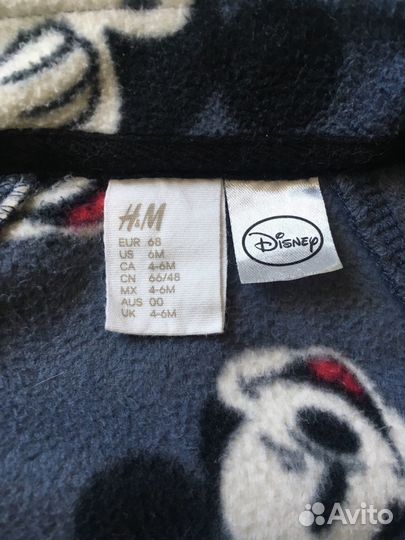 H&M
EUR 68
US 6M
CA 4-6M
CN 66/48
MX 4-6M
AUS 00
UK 4-6M
Disney
Avito